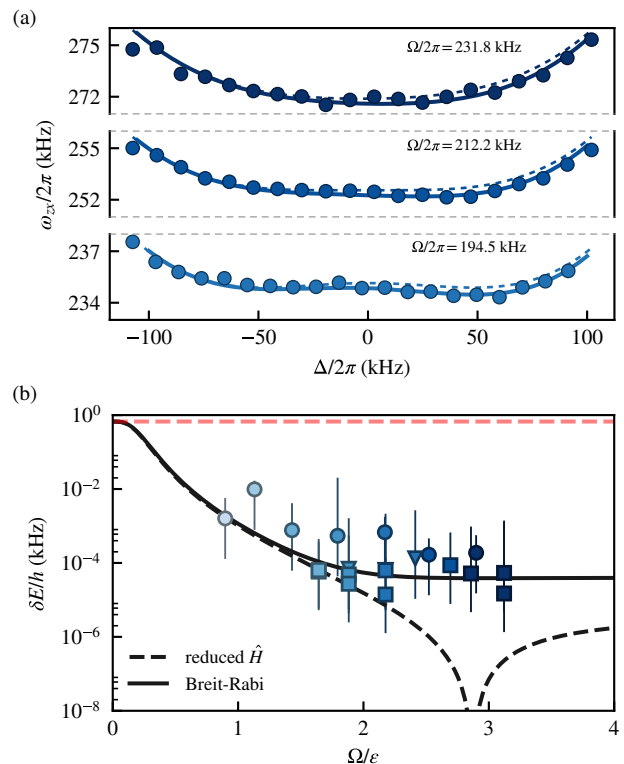 (a)
275
272
Ω/2π = 231.8 kHz
255
252
Ω/2π = 212.2 kHz
237
234
Ω/2π = 194.5 kHz
ω_zx/2π (kHz)
−100 −50 0 50 100
Δ/2π (kHz)
(b)
10⁰
10⁻²
10⁻⁴
10⁻⁶
10⁻⁸
δE/h (kHz)
reduced Ĥ
Breit-Rabi
0 1 2 3 4
Ω/ε